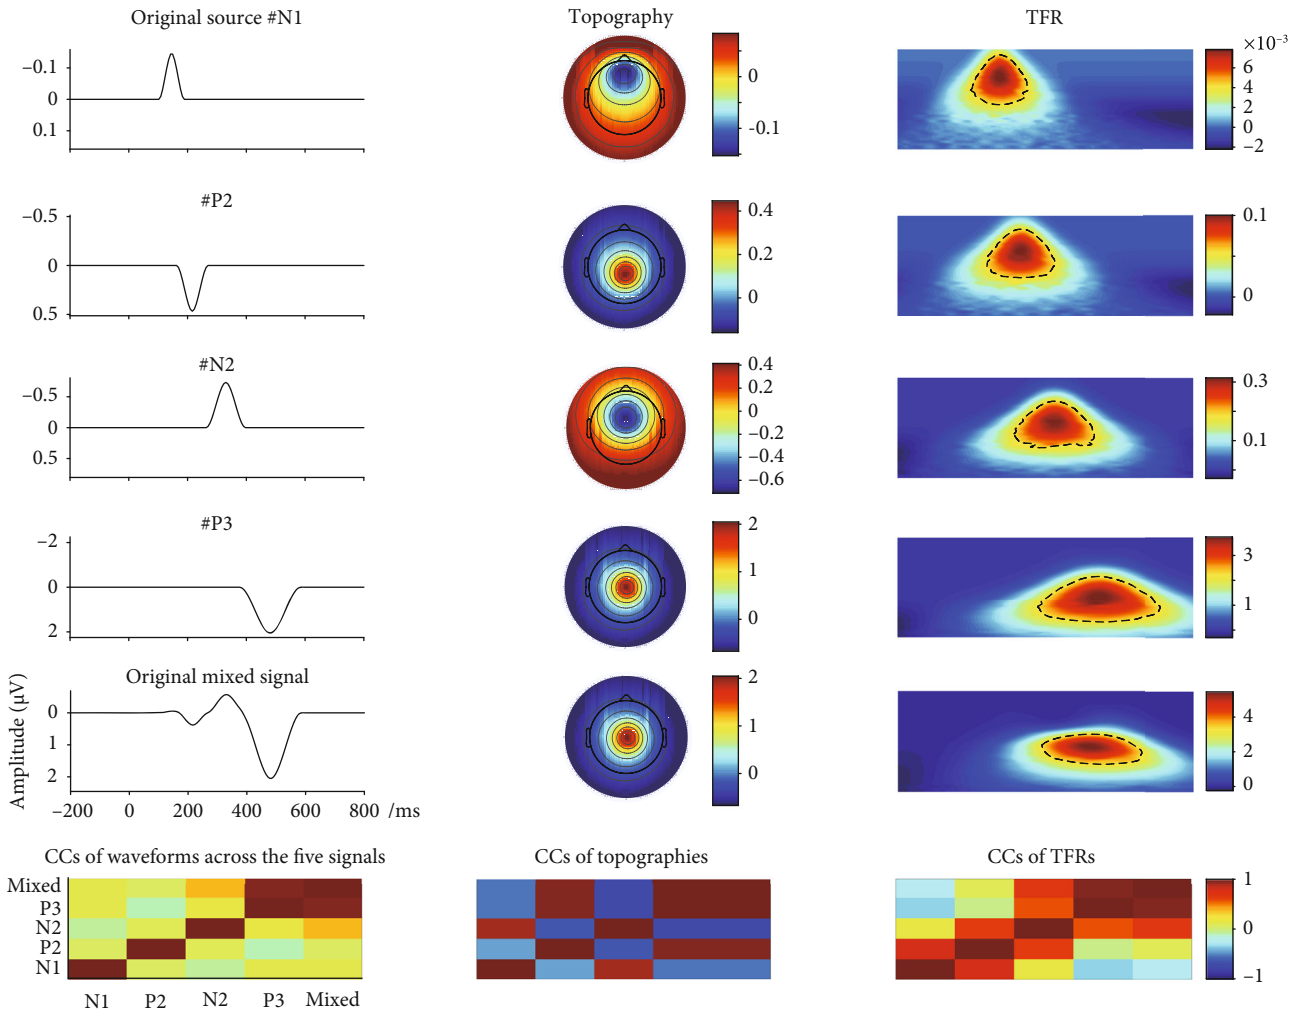 Original source #N1
Topography
TFR
−0.1
0
0.1
0
-0.1
×10⁻³
6
4
2
0
−2
#P2
−0.5
0
0.5
0.4
0.2
0
0.1
0
#N2
−0.5
0
0.5
0.4
0.2
0
−0.2
−0.4
−0.6
0.3
0.1
#P3
−2
0
2
2
1
0
3
1
Original mixed signal
Amplitude (µV)
0
1
2
−200 0 200 400 600 800 /ms
2
1
0
4
2
0
CCs of waveforms across the five signals
CCs of topographies
CCs of TFRs
Mixed
P3
N2
P2
N1
N1 P2 N2 P3 Mixed
1
0
−1